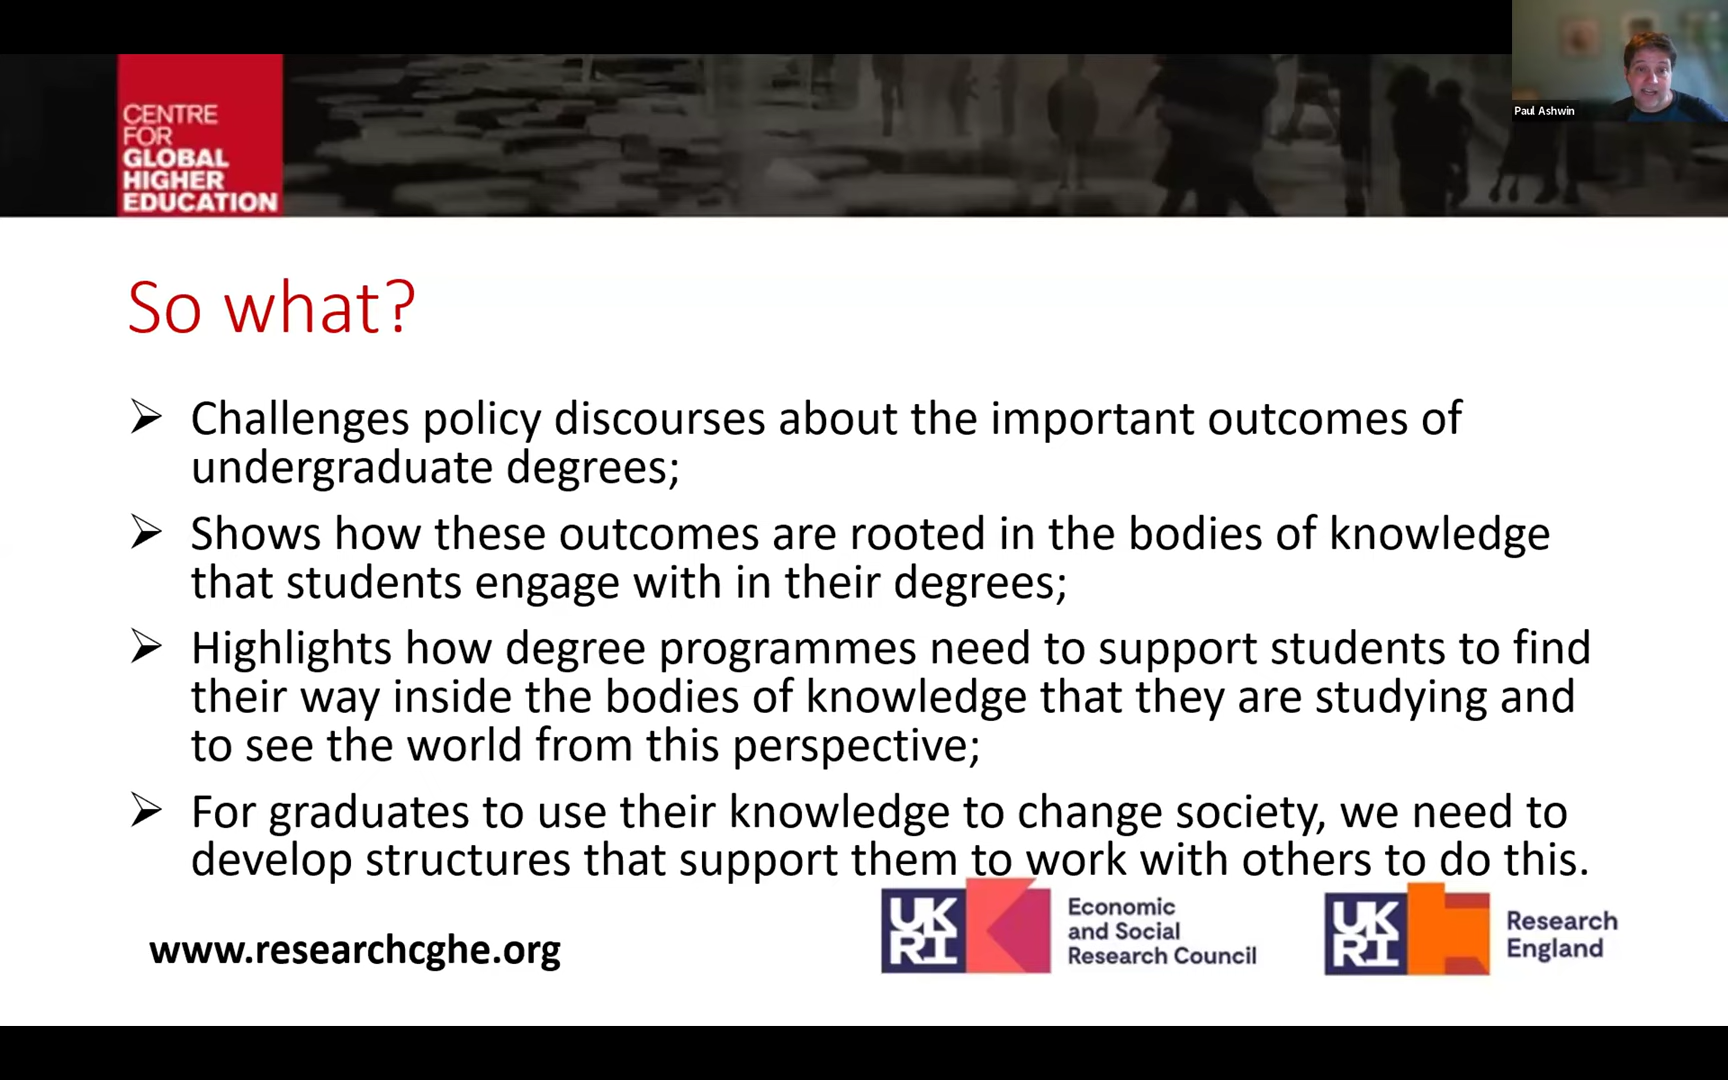 Paul Ashwin
CENTRE
FOR
GLOBAL
HIGHER
EDUCATION
So what?
➢ Challenges policy discourses about the important outcomes of
undergraduate degrees;
➢ Shows how these outcomes are rooted in the bodies of knowledge
that students engage with in their degrees;
➢ Highlights how degree programmes need to support students to find
their way inside the bodies of knowledge that they are studying and
to see the world from this perspective;
➢ For graduates to use their knowledge to change society, we need to
develop structures that support them to work with others to do this.
www.researchcghe.org
UK
RI
Economic
and Social
Research Council
UK
RI
Research
England